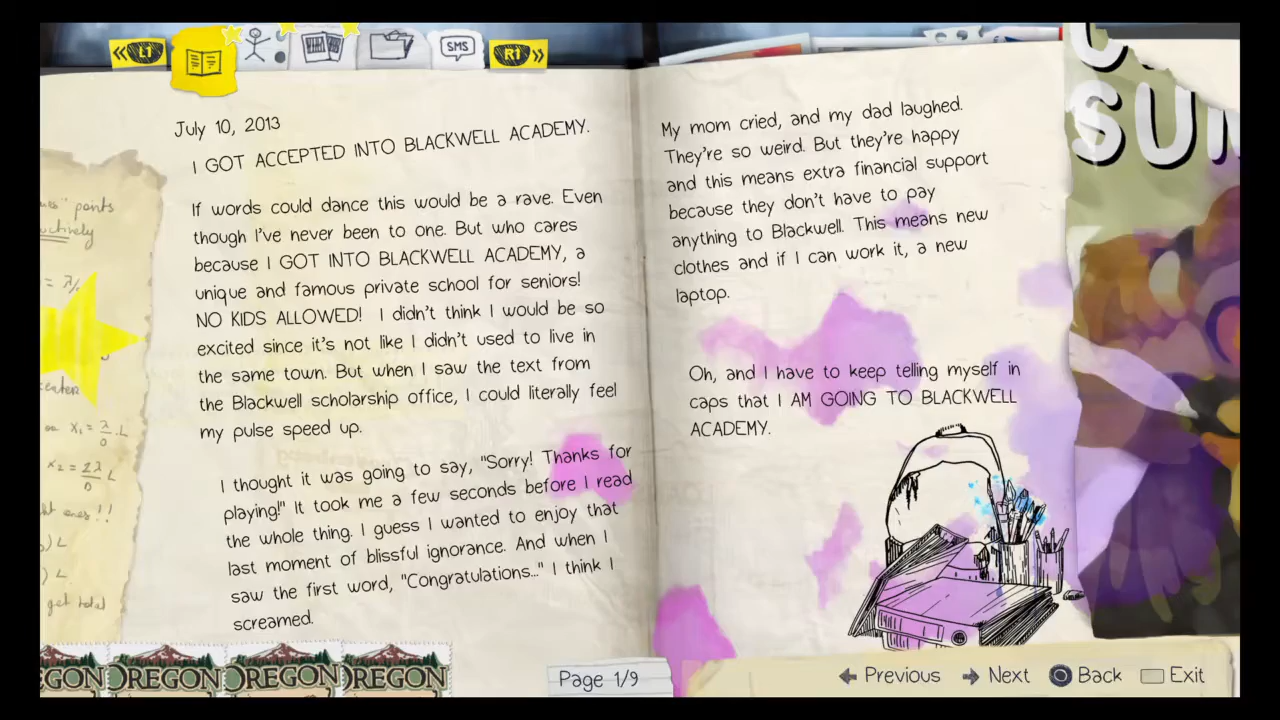 L1
SMS
R1
July 10, 2013
I GOT ACCEPTED INTO BLACKWELL ACADEMY.
If words could dance this would be a rave. Even
though I've never been to one. But who cares
because I GOT INTO BLACKWELL ACADEMY, a
unique and famous private school for seniors!
NO KIDS ALLOWED! I didn't think I would be so
excited since it's not like I didn't used to live in
the same town. But when I saw the text from
the Blackwell scholarship office, I could literally feel
my pulse speed up.
I thought it was going to say, "Sorry! Thanks for
playing!" It took me a few seconds before I read
the whole thing. I guess I wanted to enjoy that
last moment of blissful ignorance. And when I
saw the first word, "Congratulations..." I think I
screamed.
My mom cried, and my dad laughed.
They're so weird. But they're happy
and this means extra financial support
because they don't have to pay
anything to Blackwell. This means new
clothes and if I can work it, a new
laptop.
Oh, and I have to keep telling myself in
caps that I AM GOING TO BLACKWELL
ACADEMY.
points
get total
EGON OREGON OREGON OREGON
Page 1/9
Previous Next Back Exit